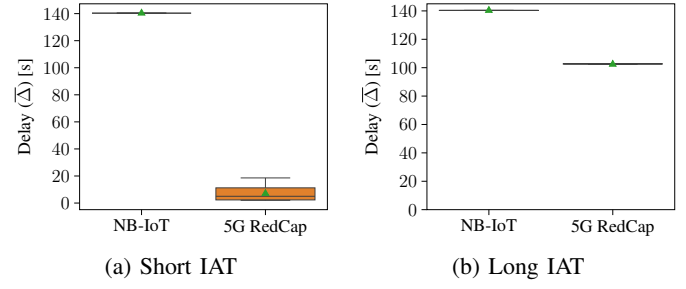 140
120
100
80
60
40
20
0
Delay (Δ̅) [s]
NB-IoT
5G RedCap
(a) Short IAT
140
120
100
80
60
40
20
0
Delay (Δ̅) [s]
NB-IoT
5G RedCap
(b) Long IAT